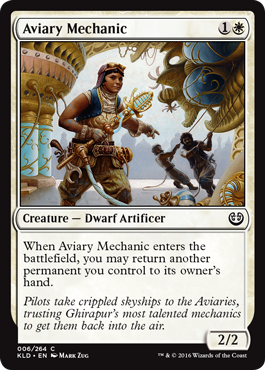 Aviary Mechanic 1
Creature — Dwarf Artificer
When Aviary Mechanic enters the
battlefield, you may return another
permanent you control to its owner's
hand.
Pilots take crippled skyships to the Aviaries,
trusting Ghirapur's most talented mechanics
to get them back into the air.
2/2
006/264 C
KLD • EN Mark Zug
™ & © 2016 Wizards of the Coast